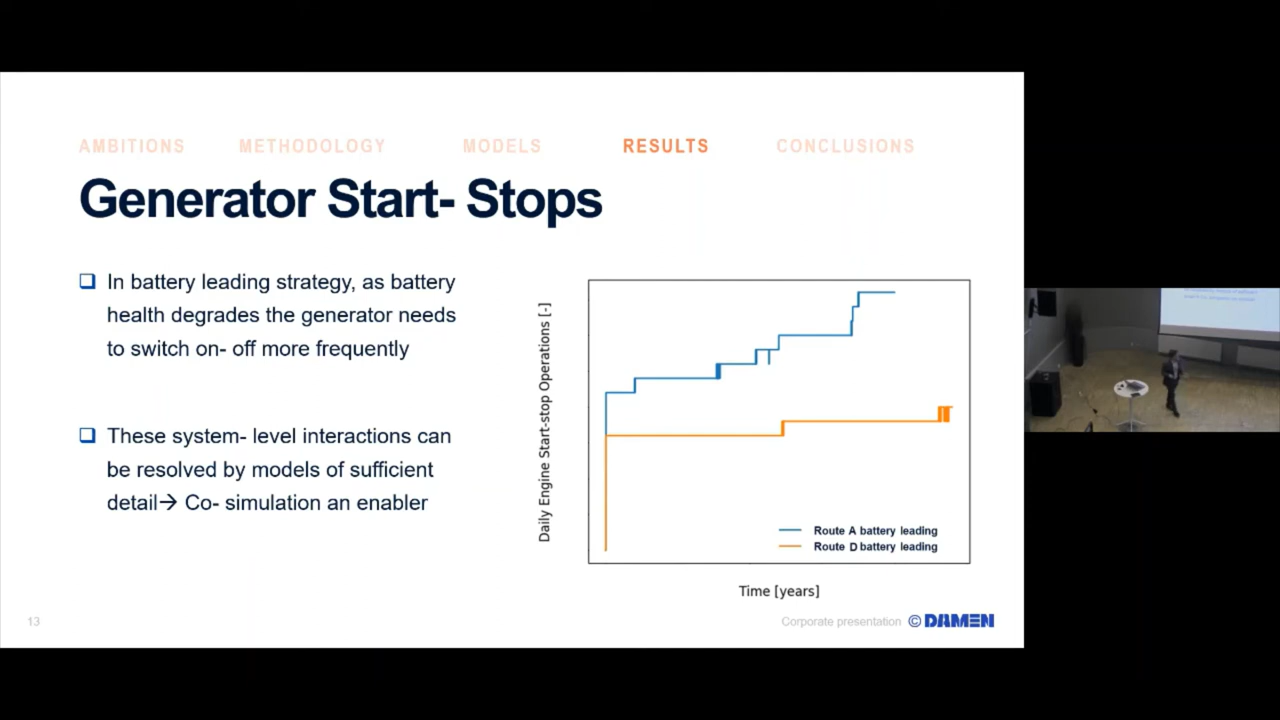 AMBITIONS METHODOLOGY MODELS RESULTS CONCLUSIONS
Generator Start- Stops
In battery leading strategy, as battery
health degrades the generator needs
to switch on- off more frequently
These system- level interactions can
be resolved by models of sufficient
detail→ Co- simulation an enabler
Daily Engine Start-stop Operations [-]
Route A battery leading
Route D battery leading
Time [years]
13
Corporate presentation © DAMEN